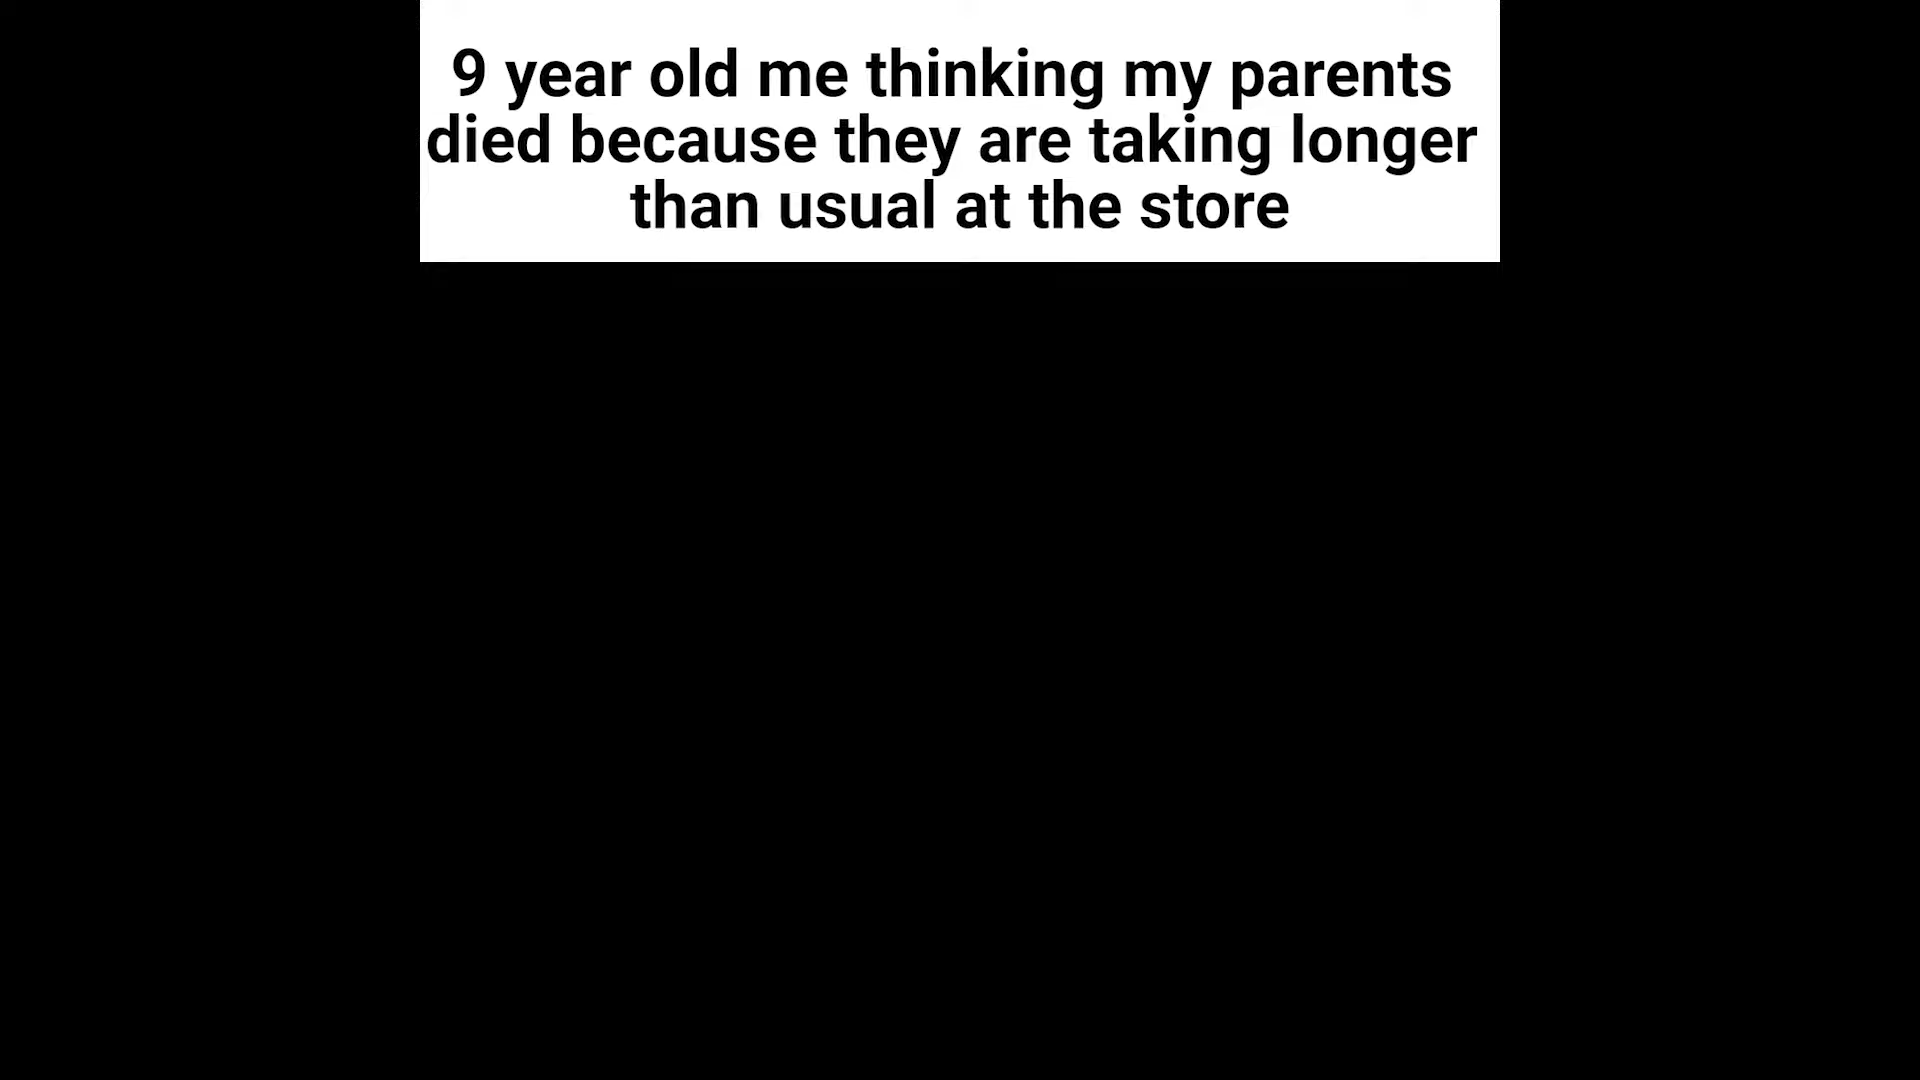 9 year old me thinking my parents
died because they are taking longer
than usual at the store